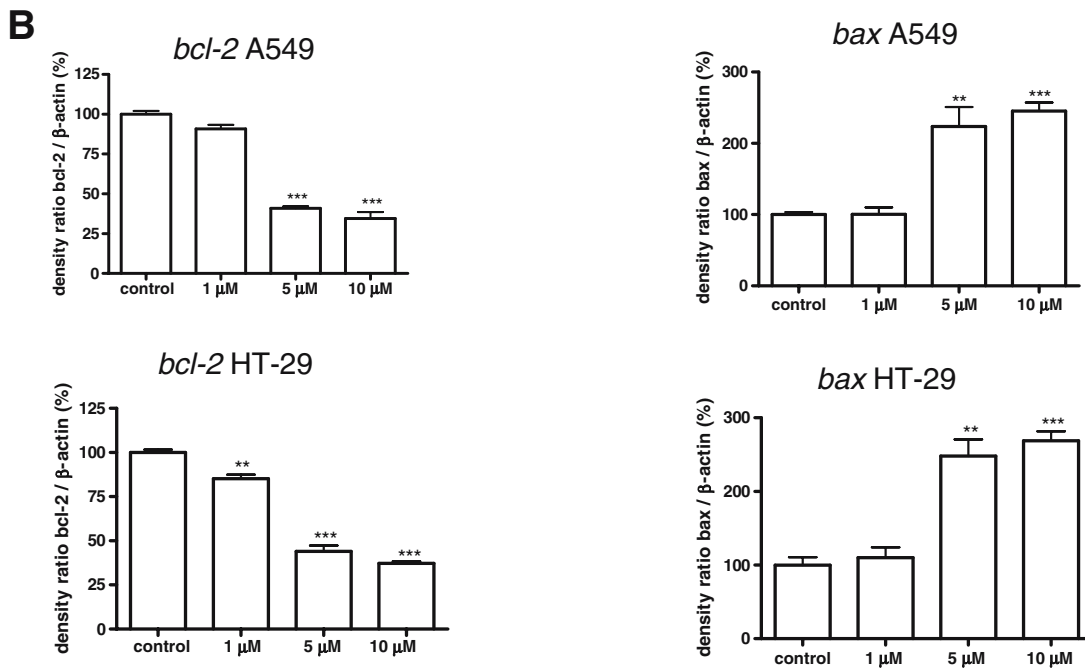 B
bcl-2 A549
density ratio bcl-2 / β-actin (%)
125
100
75
50
25
0
***
***
control 1 µM 5 µM 10 µM
bax A549
density ratio bax / β-actin (%)
300
200
100
0
**
***
control 1 µM 5 µM 10 µM
bcl-2 HT-29
density ratio bcl-2 / β-actin (%)
125
100
75
50
25
0
**
***
***
control 1 µM 5 µM 10 µM
bax HT-29
density ratio bax / β-actin (%)
300
200
100
0
**
***
control 1 µM 5 µM 10 µM